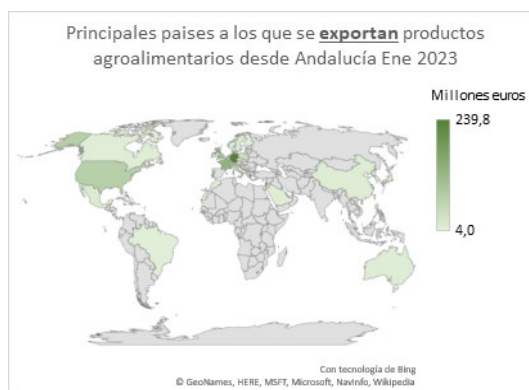 Principales paises a los que se exportan productos
agroalimentarios desde Andalucía Ene 2023
Millones euros
239,8
4,0
Con tecnología de Bing
© GeoNames, HERE, MSFT, Microsoft, NavInfo, Wikipedia